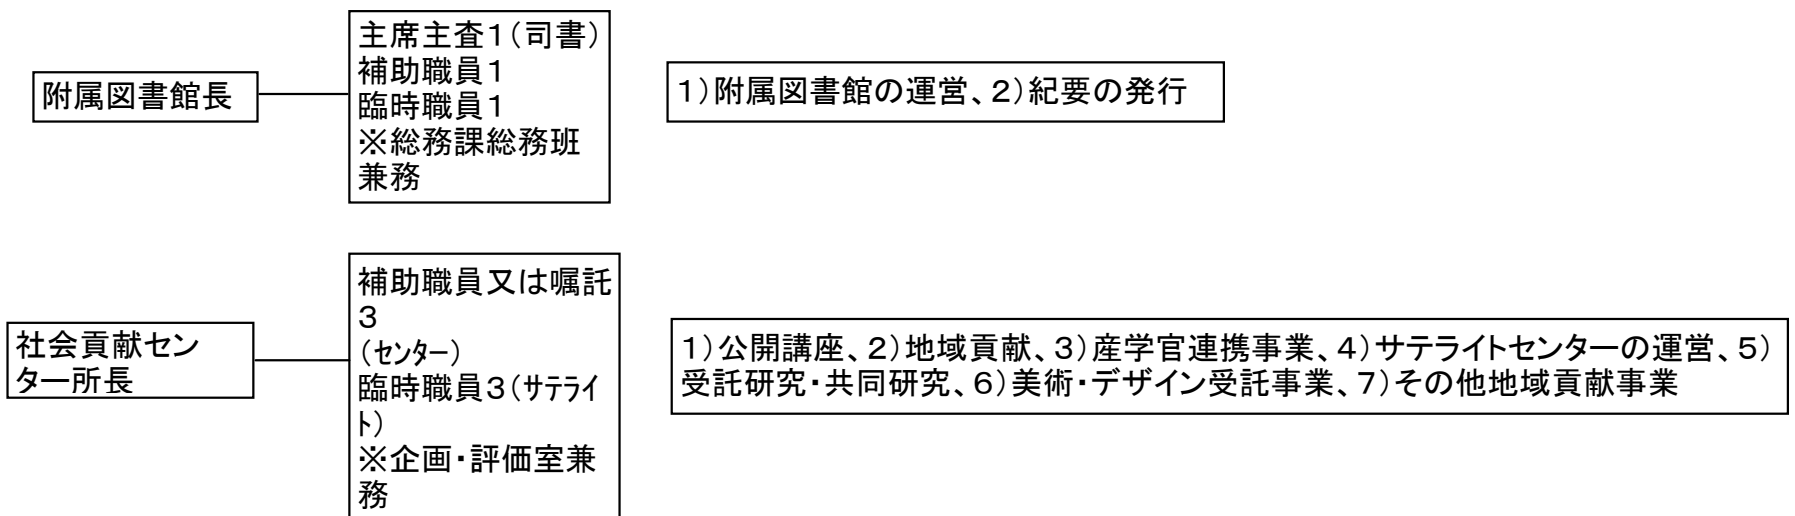 附属図書館長
主席主査１（司書）
補助職員１
臨時職員１
※総務課総務班
兼務
１）附属図書館の運営、２）紀要の発行
社会貢献セン
ター所長
補助職員又は嘱託
３
（ｾﾝﾀｰ）
臨時職員３（ｻﾃﾗｲ
ﾄ）
※企画・評価室兼
務
１）公開講座、２）地域貢献、３）産学官連携事業、４）サテライトセンターの運営、５）
受託研究・共同研究、６）美術・デザイン受託事業、７）その他地域貢献事業